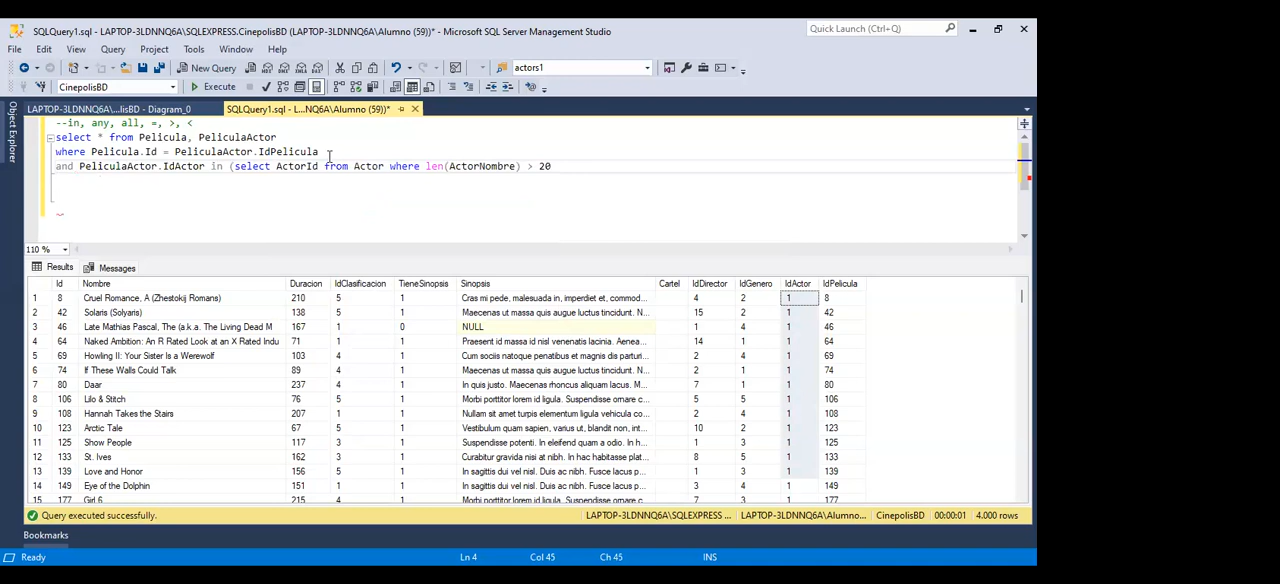 SQLQuery1.sql - LAPTOP-3LDNNQ6A\SQLEXPRESS.CinepolisBD (LAPTOP-3LDNNQ6A\Alumno (59))* - Microsoft SQL Server Management Studio
Quick Launch (Ctrl+Q)
File Edit View Query Project Tools Window Help
New Query actors1
CinepolisBD Execute
Object Explorer
LAPTOP-3LDNNQ6A\...lisBD - Diagram_0 SQLQuery1.sql - L...NQ6A\Alumno (59))*
--in, any, all, =, >, <
select * from Pelicula, PeliculaActor
where Pelicula.Id = PeliculaActor.IdPelicula
and PeliculaActor.IdActor in (select ActorId from Actor where len(ActorNombre) > 20
110 %
Results Messages
Id Nombre Duracion IdClasificacion TieneSinopsis Sinopsis Cartel IdDirector IdGenero IdActor IdPelicula
1 8 Cruel Romance, A (Zhestokij Romans) 210 5 1 Cras mi pede, malesuada in, imperdiet et, commod... 4 2 1 8
2 42 Solaris (Solyaris) 138 5 1 Maecenas ut massa quis augue luctus tincidunt. N... 15 2 1 42
3 46 Late Mathias Pascal, The (a.k.a. The Living Dead M 167 1 0 NULL 1 4 1 46
4 64 Naked Ambition: An R Rated Look at an X Rated Indu 71 1 1 Praesent id massa id nisl venenatis lacinia. Aenea... 14 1 1 64
5 69 Howling II: Your Sister Is a Werewolf 103 4 1 Cum sociis natoque penatibus et magnis dis parturi... 2 4 1 69
6 74 If These Walls Could Talk 89 4 1 Maecenas ut massa quis augue luctus tincidunt. N... 2 1 1 74
7 80 Daar 237 4 1 In quis justo. Maecenas rhoncus aliquam lacus. M... 7 1 1 80
8 106 Lilo & Stitch 76 5 1 Morbi porttitor lorem id ligula. Suspendisse ornare c... 5 5 1 106
9 108 Hannah Takes the Stairs 207 1 1 Nullam sit amet turpis elementum ligula vehicula co... 2 4 1 108
10 123 Arctic Tale 67 5 1 Vestibulum quam sapien, varius ut, blandit non, int... 10 2 1 123
11 125 Show People 117 3 1 Suspendisse potenti. In eleifend quam a odio. In h... 1 3 1 125
12 133 St. Ives 162 3 1 Curabitur gravida nisi at nibh. In hac habitasse plat... 8 5 1 133
13 139 Love and Honor 156 5 1 In sagittis dui vel nisl. Duis ac nibh. Fusce lacus p... 1 3 1 139
14 149 Eye of the Dolphin 151 1 1 In sagittis dui vel nisl. Duis ac nibh. Fusce lacus p... 3 4 1 149
15 177 Girl 6 215 4 1 Morbi porttitor lorem id ligula. Suspendisse ornare c... 7 3 1 177
Query executed successfully. LAPTOP-3LDNNQ6A\SQLEXPRESS ... LAPTOP-3LDNNQ6A\Alumno... CinepolisBD 00:00:01 4.000 rows
Bookmarks
Ready Ln 4 Col 45 Ch 45 INS